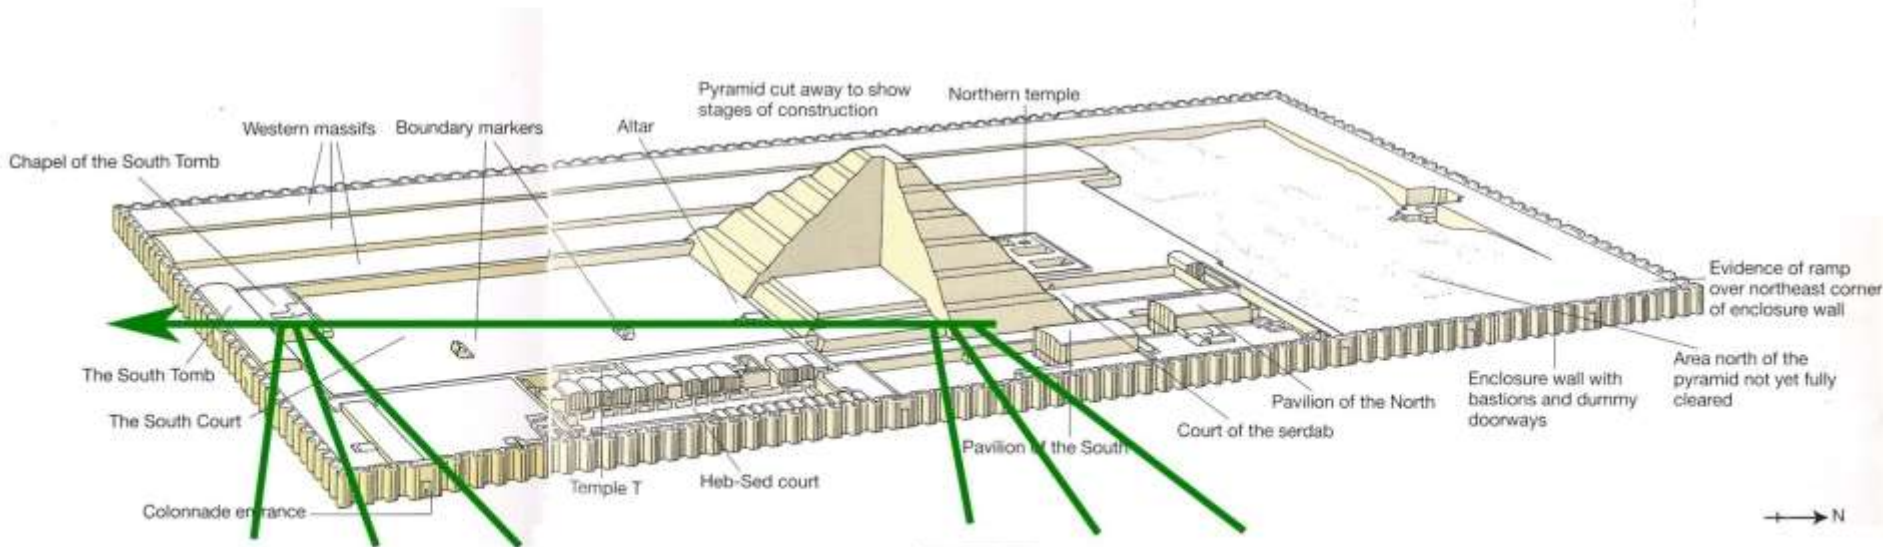 Pyramid cut away to show
stages of construction
Northern temple
Western massifs
Boundary markers
Altar
Chapel of the South Tomb
Evidence of ramp
over northeast corner
of enclosure wall
The South Tomb
The South Court
Area north of the
pyramid not yet fully
cleared
Enclosure wall with
bastions and dummy
doorways
Pavilion of the North
Court of the serdab
Pavilion of the South
Heb-Sed court
Temple T
Colonnade entrance
N